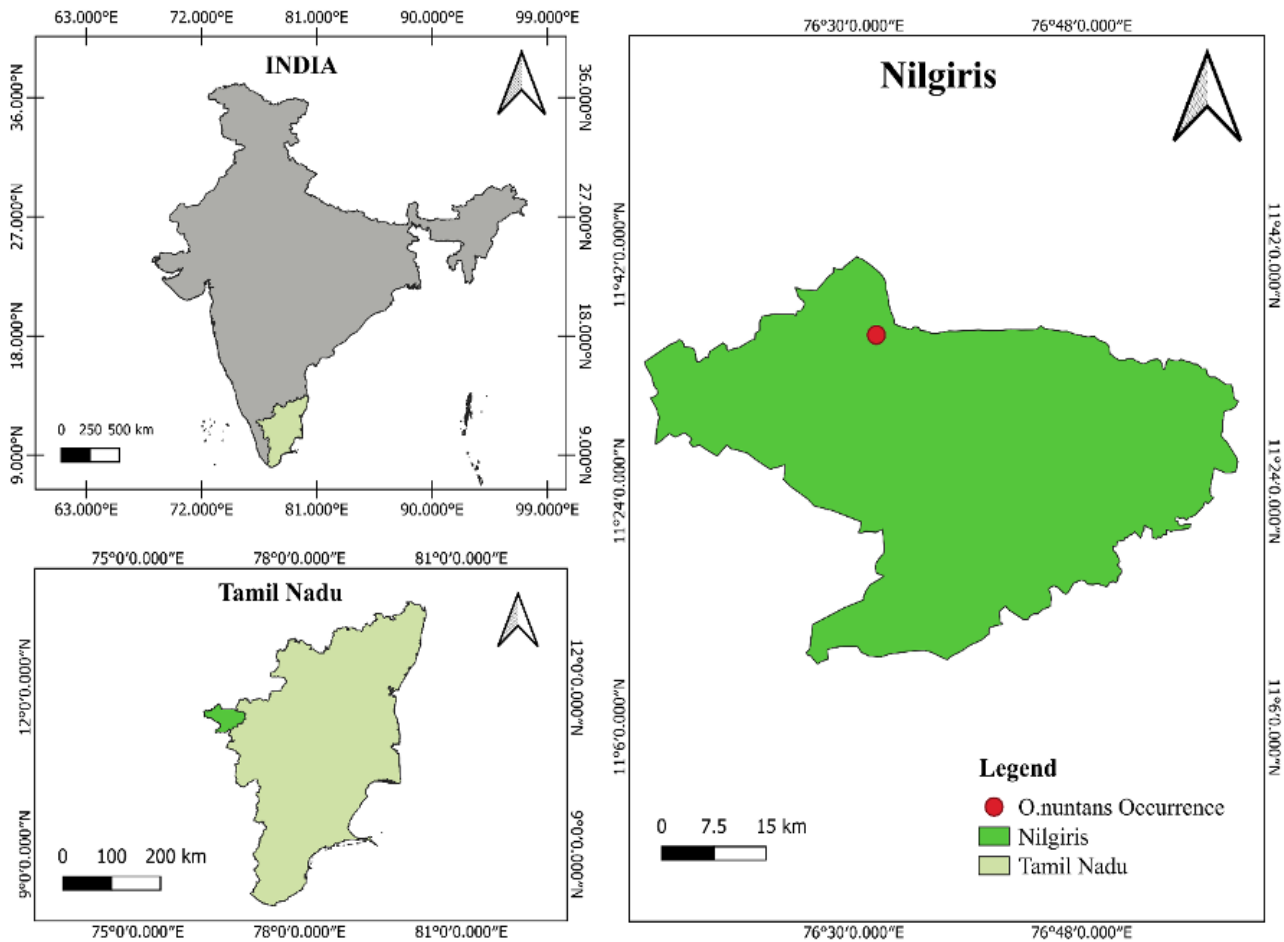 63.000°E 72.000°E 81.000°E 90.000°E 99.000°E
INDIA
36.000°N
27.000°N
18.000°N
9.000°N
36.000°N
27.000°N
18.000°N
9.000°N
0 250 500 km
63.000°E 72.000°E 81.000°E 90.000°E 99.000°E
75°0'0.000"E 78°0'0.000"E 81°0'0.000"E
Tamil Nadu
12°0'0.000"N
9°0'0.000"N
12°0'0.000"N
9°0'0.000"N
0 100 200 km
75°0'0.000"E 78°0'0.000"E 81°0'0.000"E
76°30'0.000"E 76°48'0.000"E
Nilgiris
11°42'0.000"N
11°24'0.000"N
11°6'0.000"N
11°42'0.000"N
11°24'0.000"N
11°6'0.000"N
Legend
O.nuntans Occurrence
Nilgiris
Tamil Nadu
0 7.5 15 km
76°30'0.000"E 76°48'0.000"E